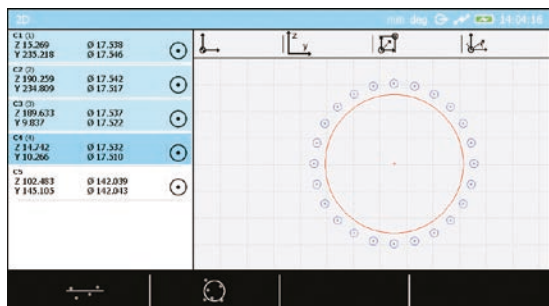 2D
mm deg 14:04:16
C1 (1)
Z 15.269 Ø 17.538
Y 235.218 Ø 17.546
C2 (2)
Z 190.259 Ø 17.542
Y 234.809 Ø 17.517
C3 (3)
Z 189.633 Ø 17.537
Y 9.837 Ø 17.522
C4 (4)
Z 14.742 Ø 17.532
Y 10.266 Ø 17.510
C5
Z 102.483 Ø 142.039
Y 145.105 Ø 142.043
z
y